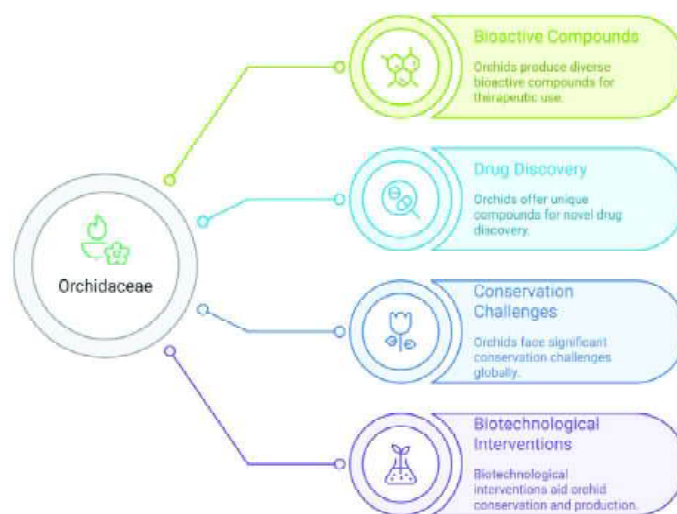 Bioactive Compounds
Orchids produce diverse
bioactive compounds for
therapeutic use.
Drug Discovery
Orchids offer unique
compounds for novel drug
discovery.
Orchidaceae
Conservation
Challenges
Orchids face significant
conservation challenges
globally.
Biotechnological
Interventions
Biotechnological
interventions aid orchid
conservation and production.